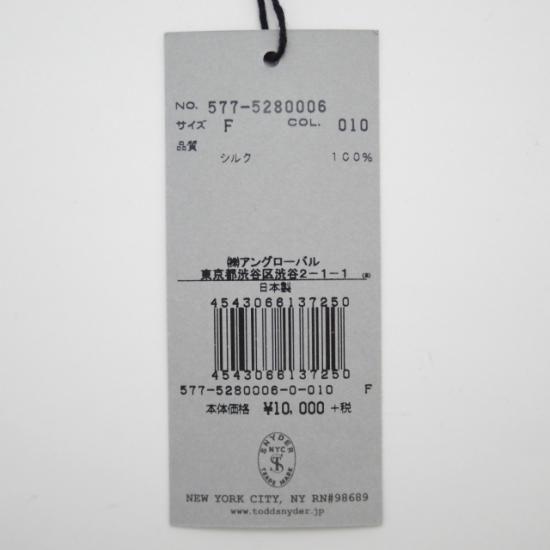 NO. 577-5280006
サイズ F COL. 010
品質
シルク 100%
㈱アングローバル
東京都渋谷区渋谷2-1-1
日本製
4543068137250
4543068137250
577-5280006-0-010 F
本体価格 ¥10,000 +税
SNYDER
NYC
TS
TRADE MARK
NEW YORK CITY, NY RN#98689
www.toddsnyder.jp